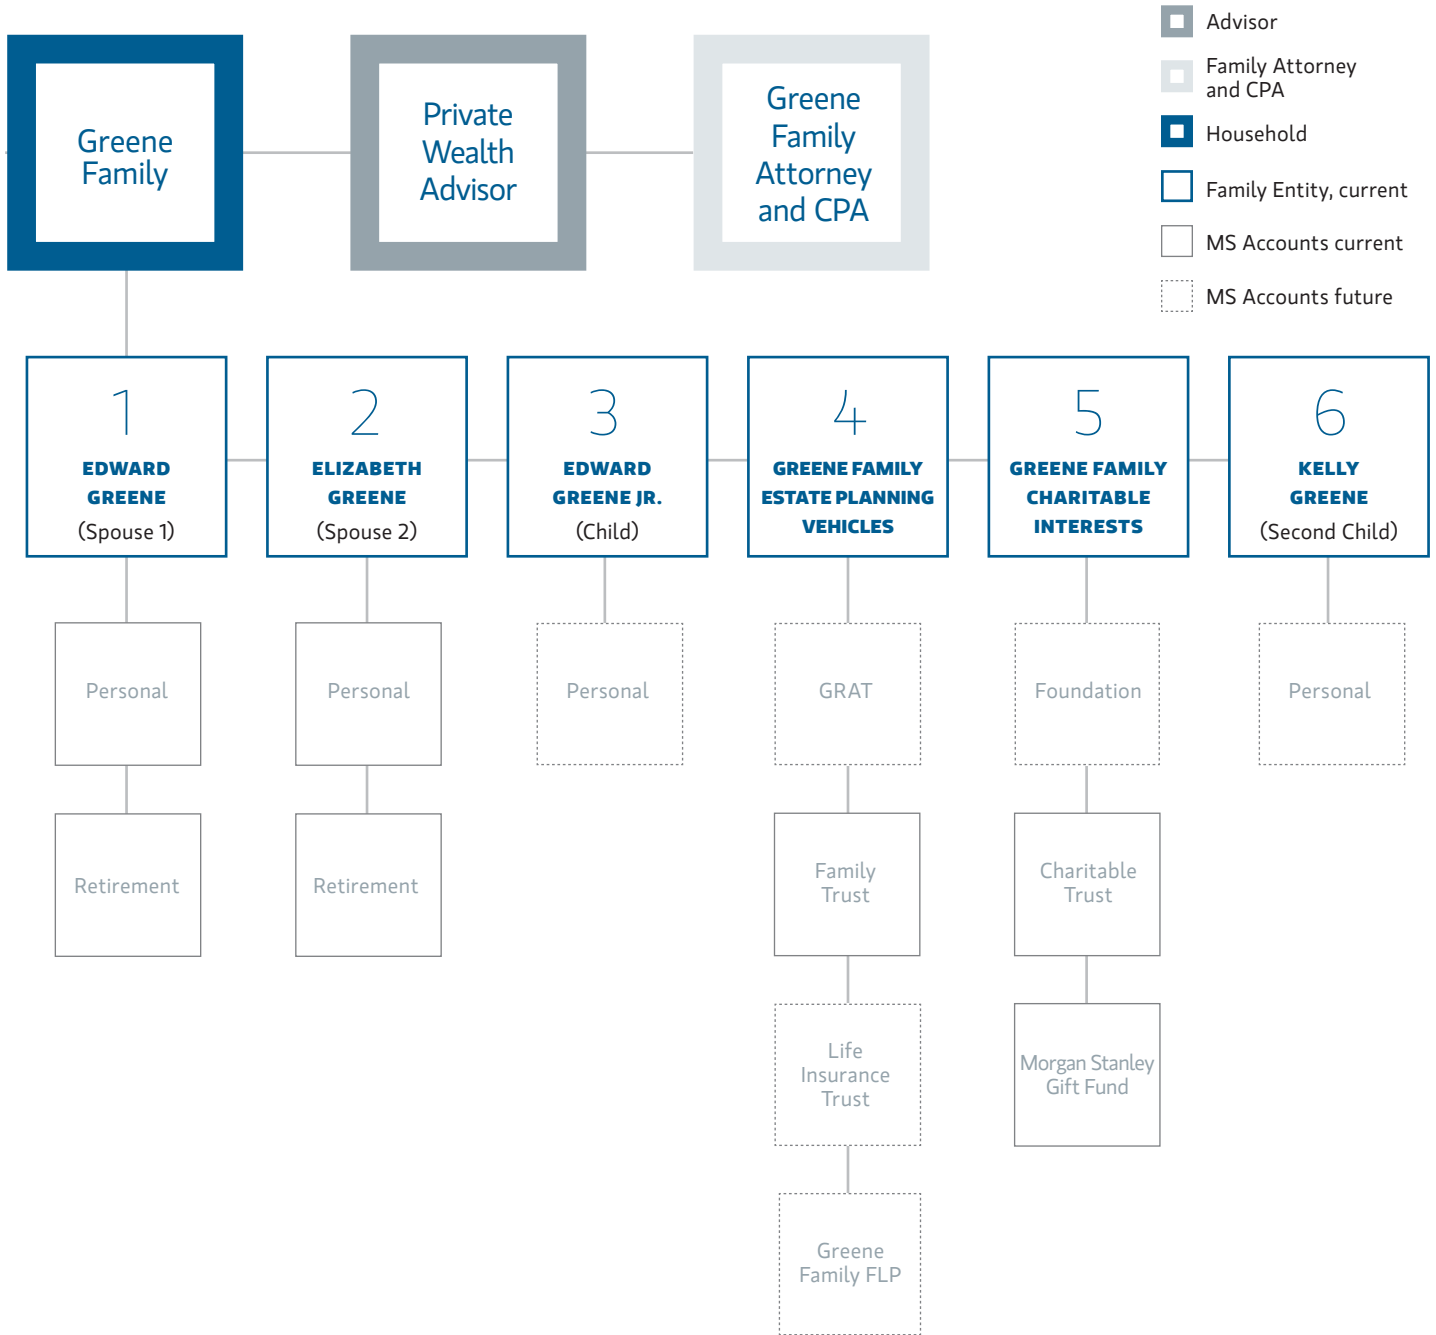 Advisor
Family Attorney
and CPA
Household
Family Entity, current
MS Accounts current
MS Accounts future
Greene
Family
Private
Wealth
Advisor
Greene
Family
Attorney
and CPA
1
EDWARD
GREENE
(Spouse 1)
2
ELIZABETH
GREENE
(Spouse 2)
3
EDWARD
GREENE JR.
(Child)
4
GREENE FAMILY
ESTATE PLANNING
VEHICLES
5
GREENE FAMILY
CHARITABLE
INTERESTS
6
KELLY
GREENE
(Second Child)
Personal
Personal
Personal
GRAT
Foundation
Personal
Retirement
Retirement
Family
Trust
Charitable
Trust
Life
Insurance
Trust
Morgan Stanley
Gift Fund
Greene
Family FLP